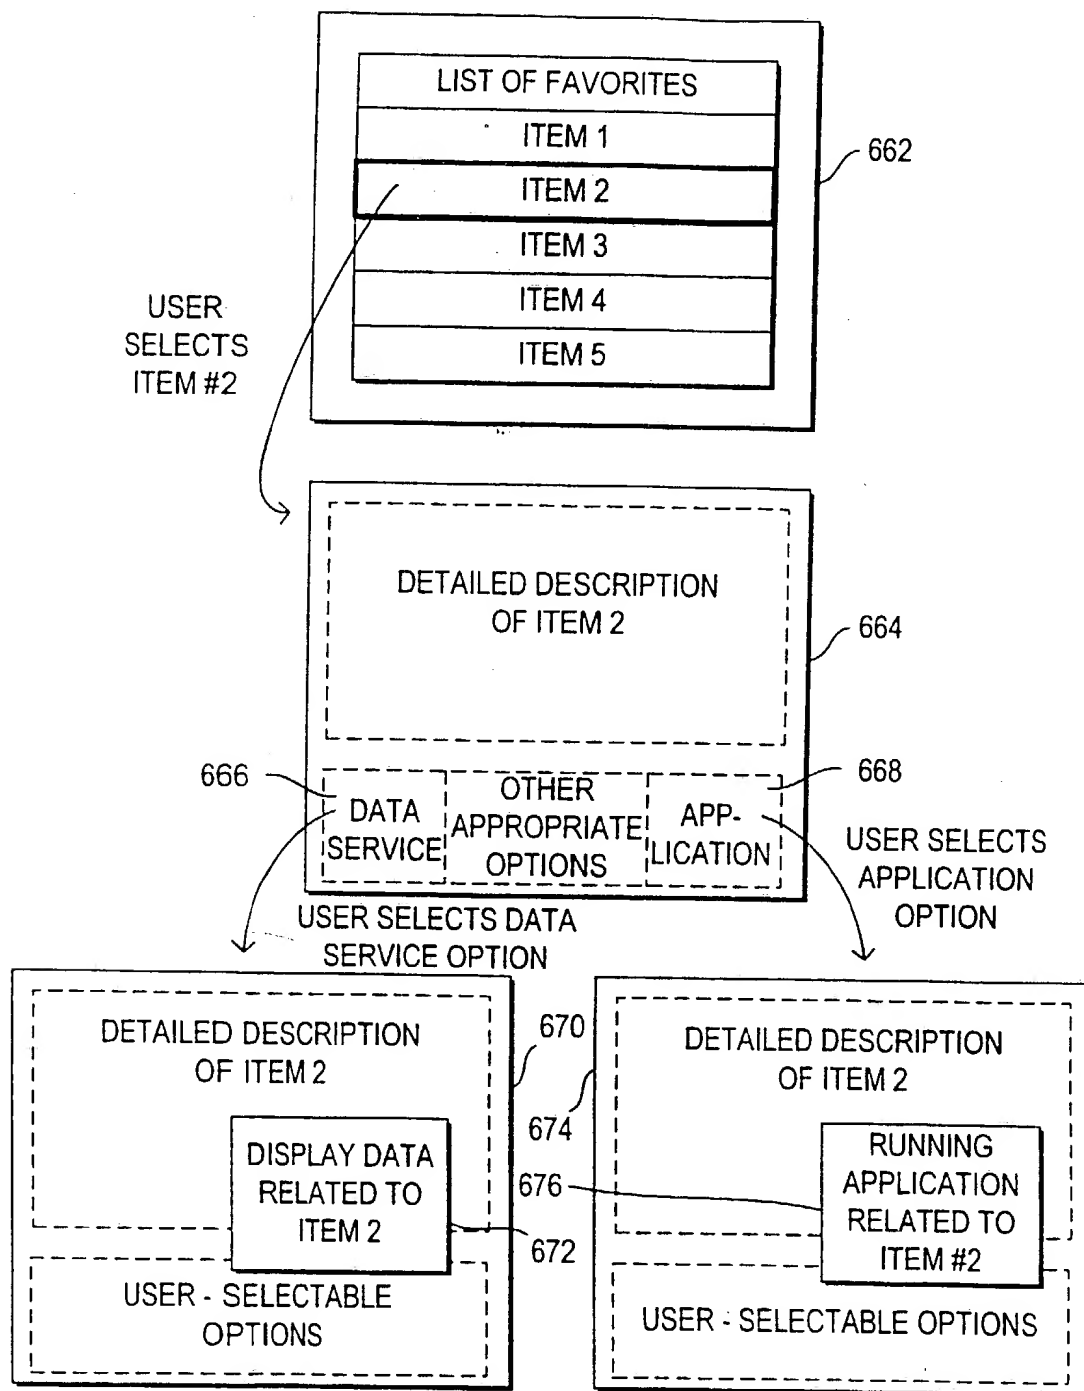 LIST OF FAVORITES
ITEM 1
ITEM 2
ITEM 3
ITEM 4
ITEM 5
662
USER
SELECTS
ITEM #2
DETAILED DESCRIPTION
OF ITEM 2
664
666
DATA
SERVICE
OTHER
APPROPRIATE
OPTIONS
668
APP-
LICATION
USER SELECTS DATA
SERVICE OPTION
USER SELECTS
APPLICATION
OPTION
DETAILED DESCRIPTION
OF ITEM 2
670
DISPLAY DATA
RELATED TO
ITEM 2
672
USER - SELECTABLE
OPTIONS
674
DETAILED DESCRIPTION
OF ITEM 2
676
RUNNING
APPLICATION
RELATED TO
ITEM #2
USER - SELECTABLE OPTIONS